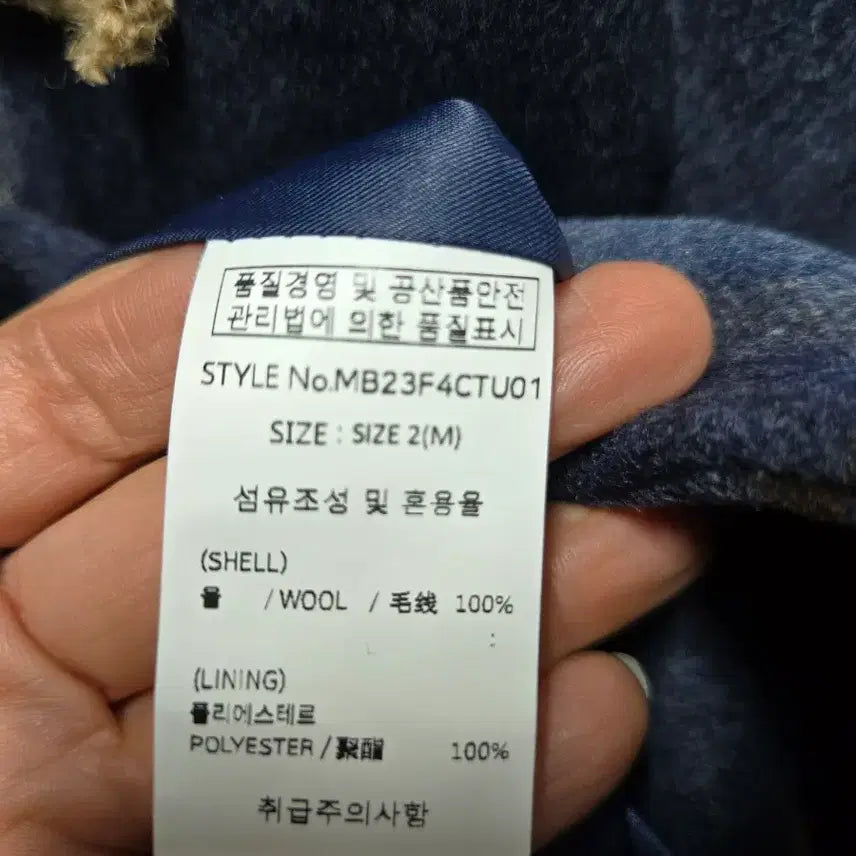 품질경영 및 공산품안전
관리법에 의한 품질표시
STYLE No.MB23F4CTU01
SIZE : SIZE 2(M)
섬유조성 및 혼용율
(SHELL)
울 / WOOL / 毛线 100%
(LINING)
폴리에스테르
POLYESTER / 聚酯 100%
취급주의사항